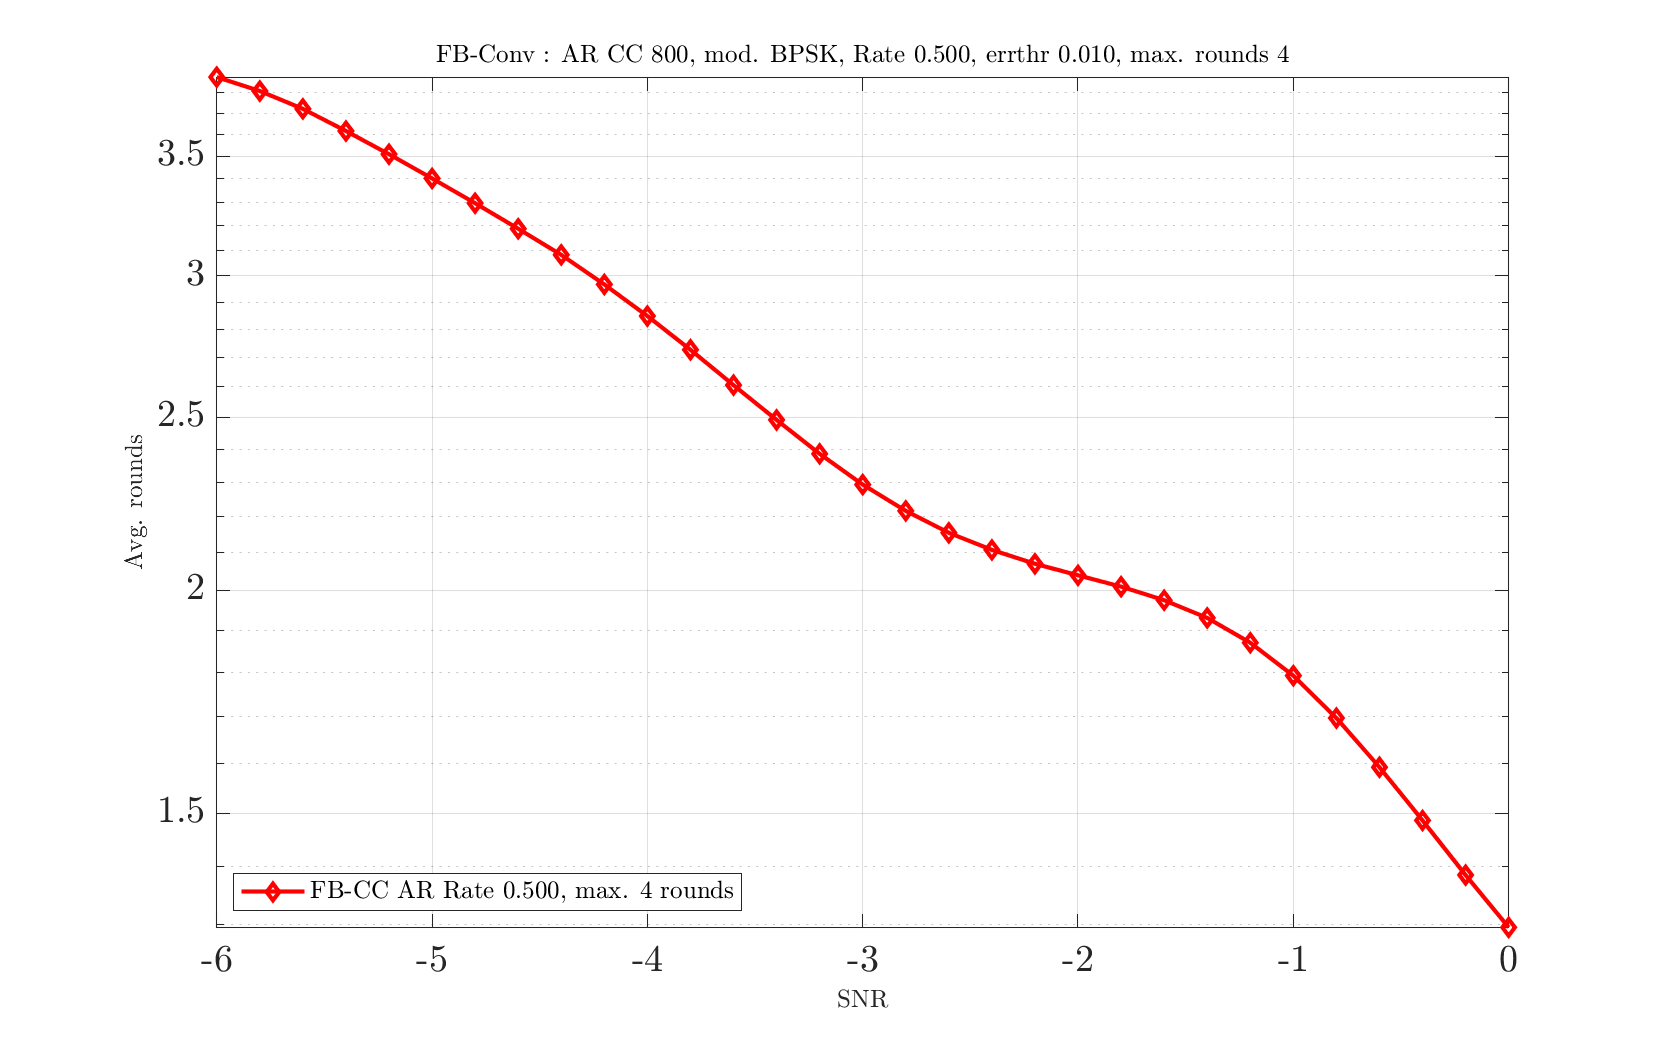 FB-Conv : AR CC 800, mod. BPSK, Rate 0.500, errthr 0.010, max. rounds 4
3.5
3
2.5
2
1.5
Avg. rounds
FB-CC AR Rate 0.500, max. 4 rounds
-6 -5 -4 -3 -2 -1 0
SNR